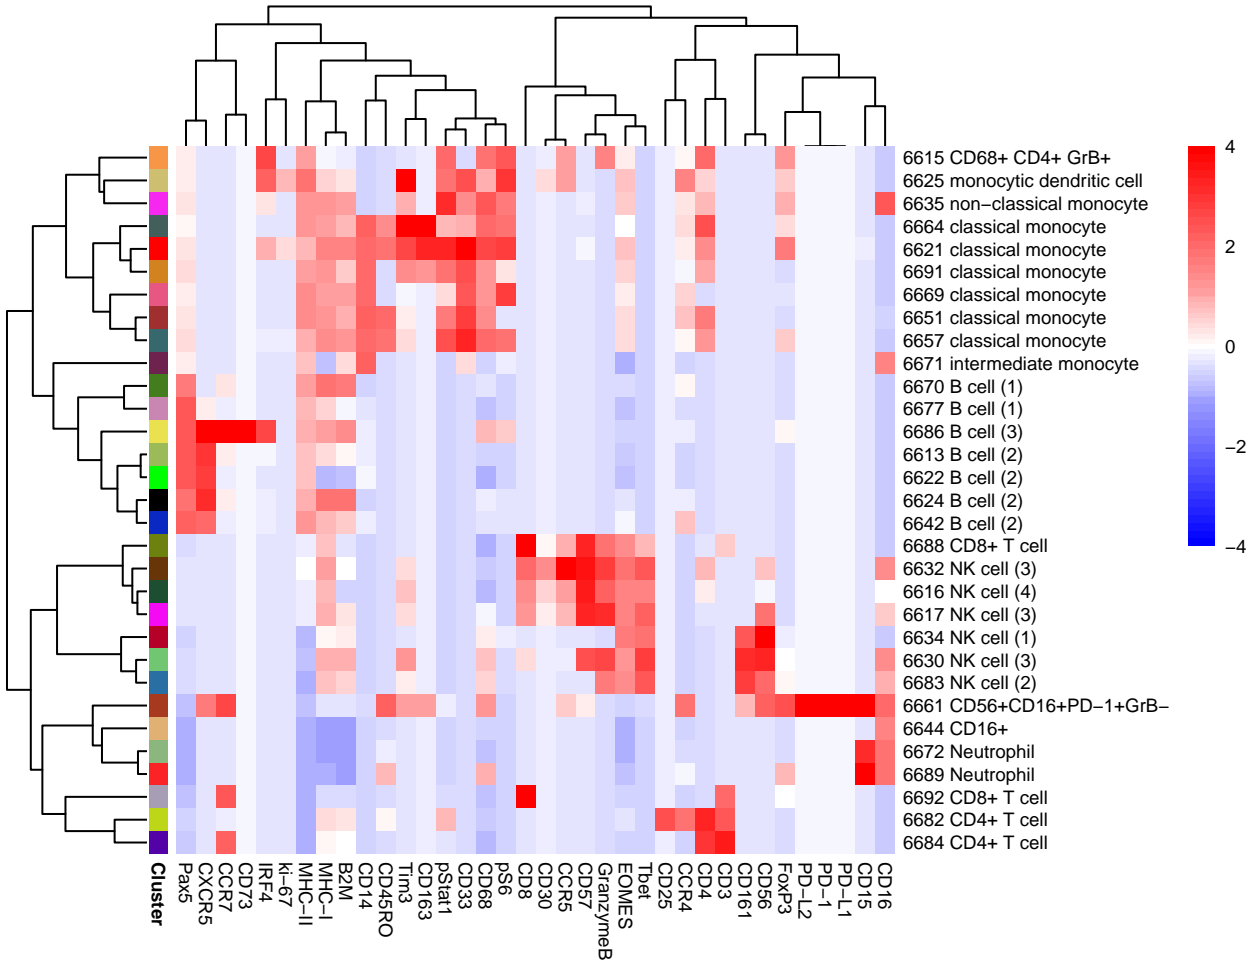 6615 CD68+ CD4+ GrB+
6625 monocytic dendritic cell
6635 non−classical monocyte
6664 classical monocyte
6621 classical monocyte
6691 classical monocyte
6669 classical monocyte
6651 classical monocyte
6657 classical monocyte
6671 intermediate monocyte
6670 B cell (1)
6677 B cell (1)
6686 B cell (3)
6613 B cell (2)
6622 B cell (2)
6624 B cell (2)
6642 B cell (2)
6688 CD8+ T cell
6632 NK cell (3)
6616 NK cell (4)
6617 NK cell (3)
6634 NK cell (1)
6630 NK cell (3)
6683 NK cell (2)
6661 CD56+CD16+PD−1+GrB−
6644 CD16+
6672 Neutrophil
6689 Neutrophil
6692 CD8+ T cell
6682 CD4+ T cell
6684 CD4+ T cell
4
2
0
−2
−4
Cluster
Pax5
CXCR5
CCR7
CD73
IRF4
ki−67
MHC−II
MHC−I
B2M
CD14
CD45RO
Tim3
CD163
pStat1
CD33
CD68
pS6
CD8
CD30
CCR5
CD57
GranzymeB
EOMES
Tbet
CD25
CCR4
CD4
CD3
CD161
CD56
FoxP3
PD−L2
PD−1
PD−L1
CD15
CD16